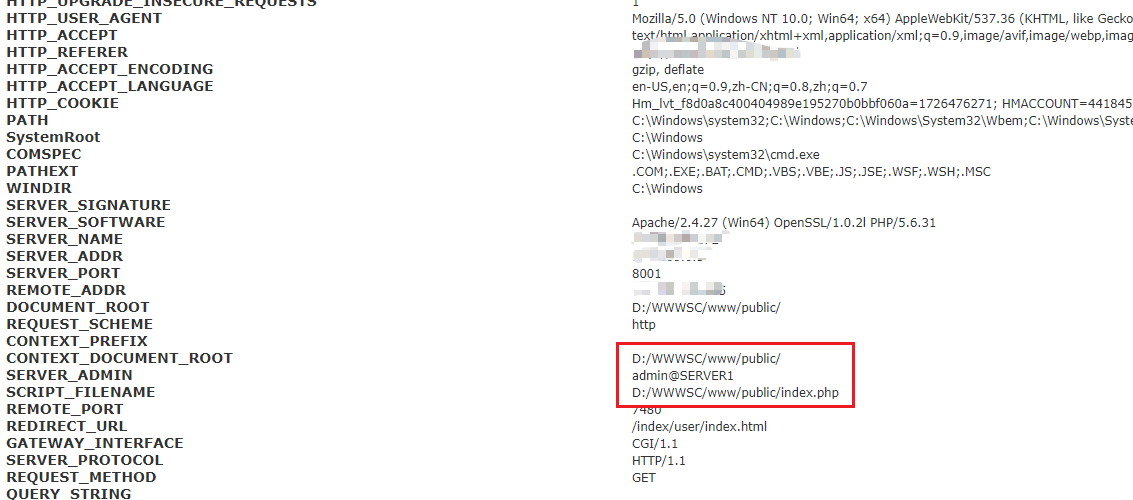 HTTP_UPGRADE_INSECURE_REQUESTS 1
HTTP_USER_AGENT Mozilla/5.0 (Windows NT 10.0; Win64; x64) AppleWebKit/537.36 (KHTML, like Gecko
HTTP_ACCEPT text/html,application/xhtml+xml,application/xml;q=0.9,image/avif,image/webp,imag
HTTP_REFERER
HTTP_ACCEPT_ENCODING gzip, deflate
HTTP_ACCEPT_LANGUAGE en-US,en;q=0.9,zh-CN;q=0.8,zh;q=0.7
HTTP_COOKIE Hm_lvt_f8d0a8c400404989e195270b0bbf060a=1726476271; HMACCOUNT=441845
PATH C:\Windows\system32;C:\Windows;C:\Windows\System32\Wbem;C:\Windows\Syst
SystemRoot C:\Windows
COMSPEC C:\Windows\system32\cmd.exe
PATHEXT .COM;.EXE;.BAT;.CMD;.VBS;.VBE;.JS;.JSE;.WSF;.WSH;.MSC
WINDIR C:\Windows
SERVER_SIGNATURE
SERVER_SOFTWARE Apache/2.4.27 (Win64) OpenSSL/1.0.2l PHP/5.6.31
SERVER_NAME
SERVER_ADDR
SERVER_PORT 8001
REMOTE_ADDR
DOCUMENT_ROOT D:/WWWSC/www/public/
REQUEST_SCHEME http
CONTEXT_PREFIX
CONTEXT_DOCUMENT_ROOT D:/WWWSC/www/public/
SERVER_ADMIN admin@SERVER1
SCRIPT_FILENAME D:/WWWSC/www/public/index.php
REMOTE_PORT 7480
REDIRECT_URL /index/user/index.html
GATEWAY_INTERFACE CGI/1.1
SERVER_PROTOCOL HTTP/1.1
REQUEST_METHOD GET
QUERY_STRING